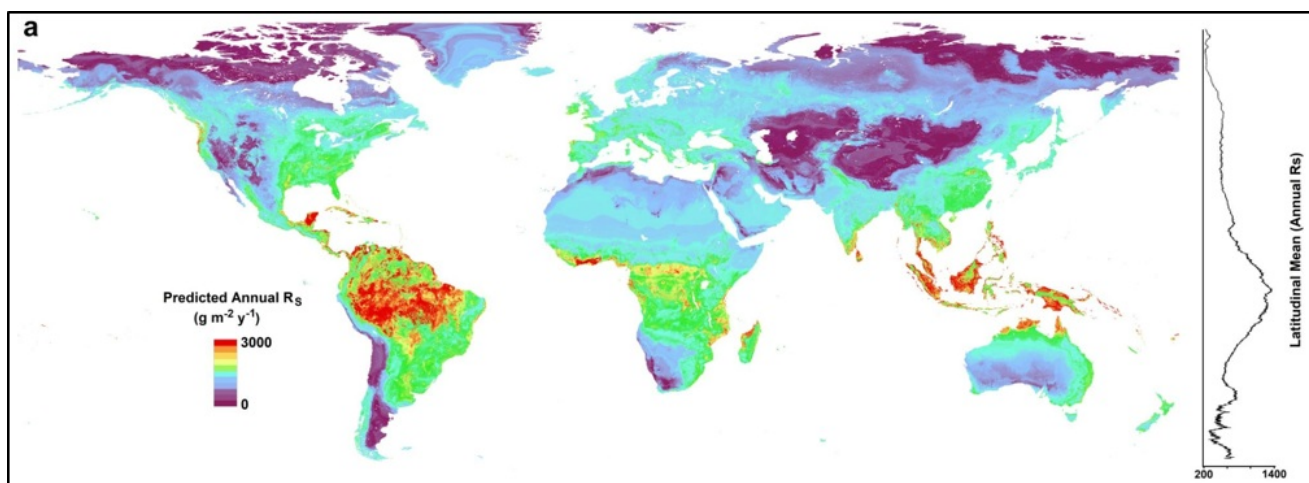 a
Predicted Annual RS
(g m-2 y-1)
3000
0
Latitudinal Mean (Annual Rs)
200 1400